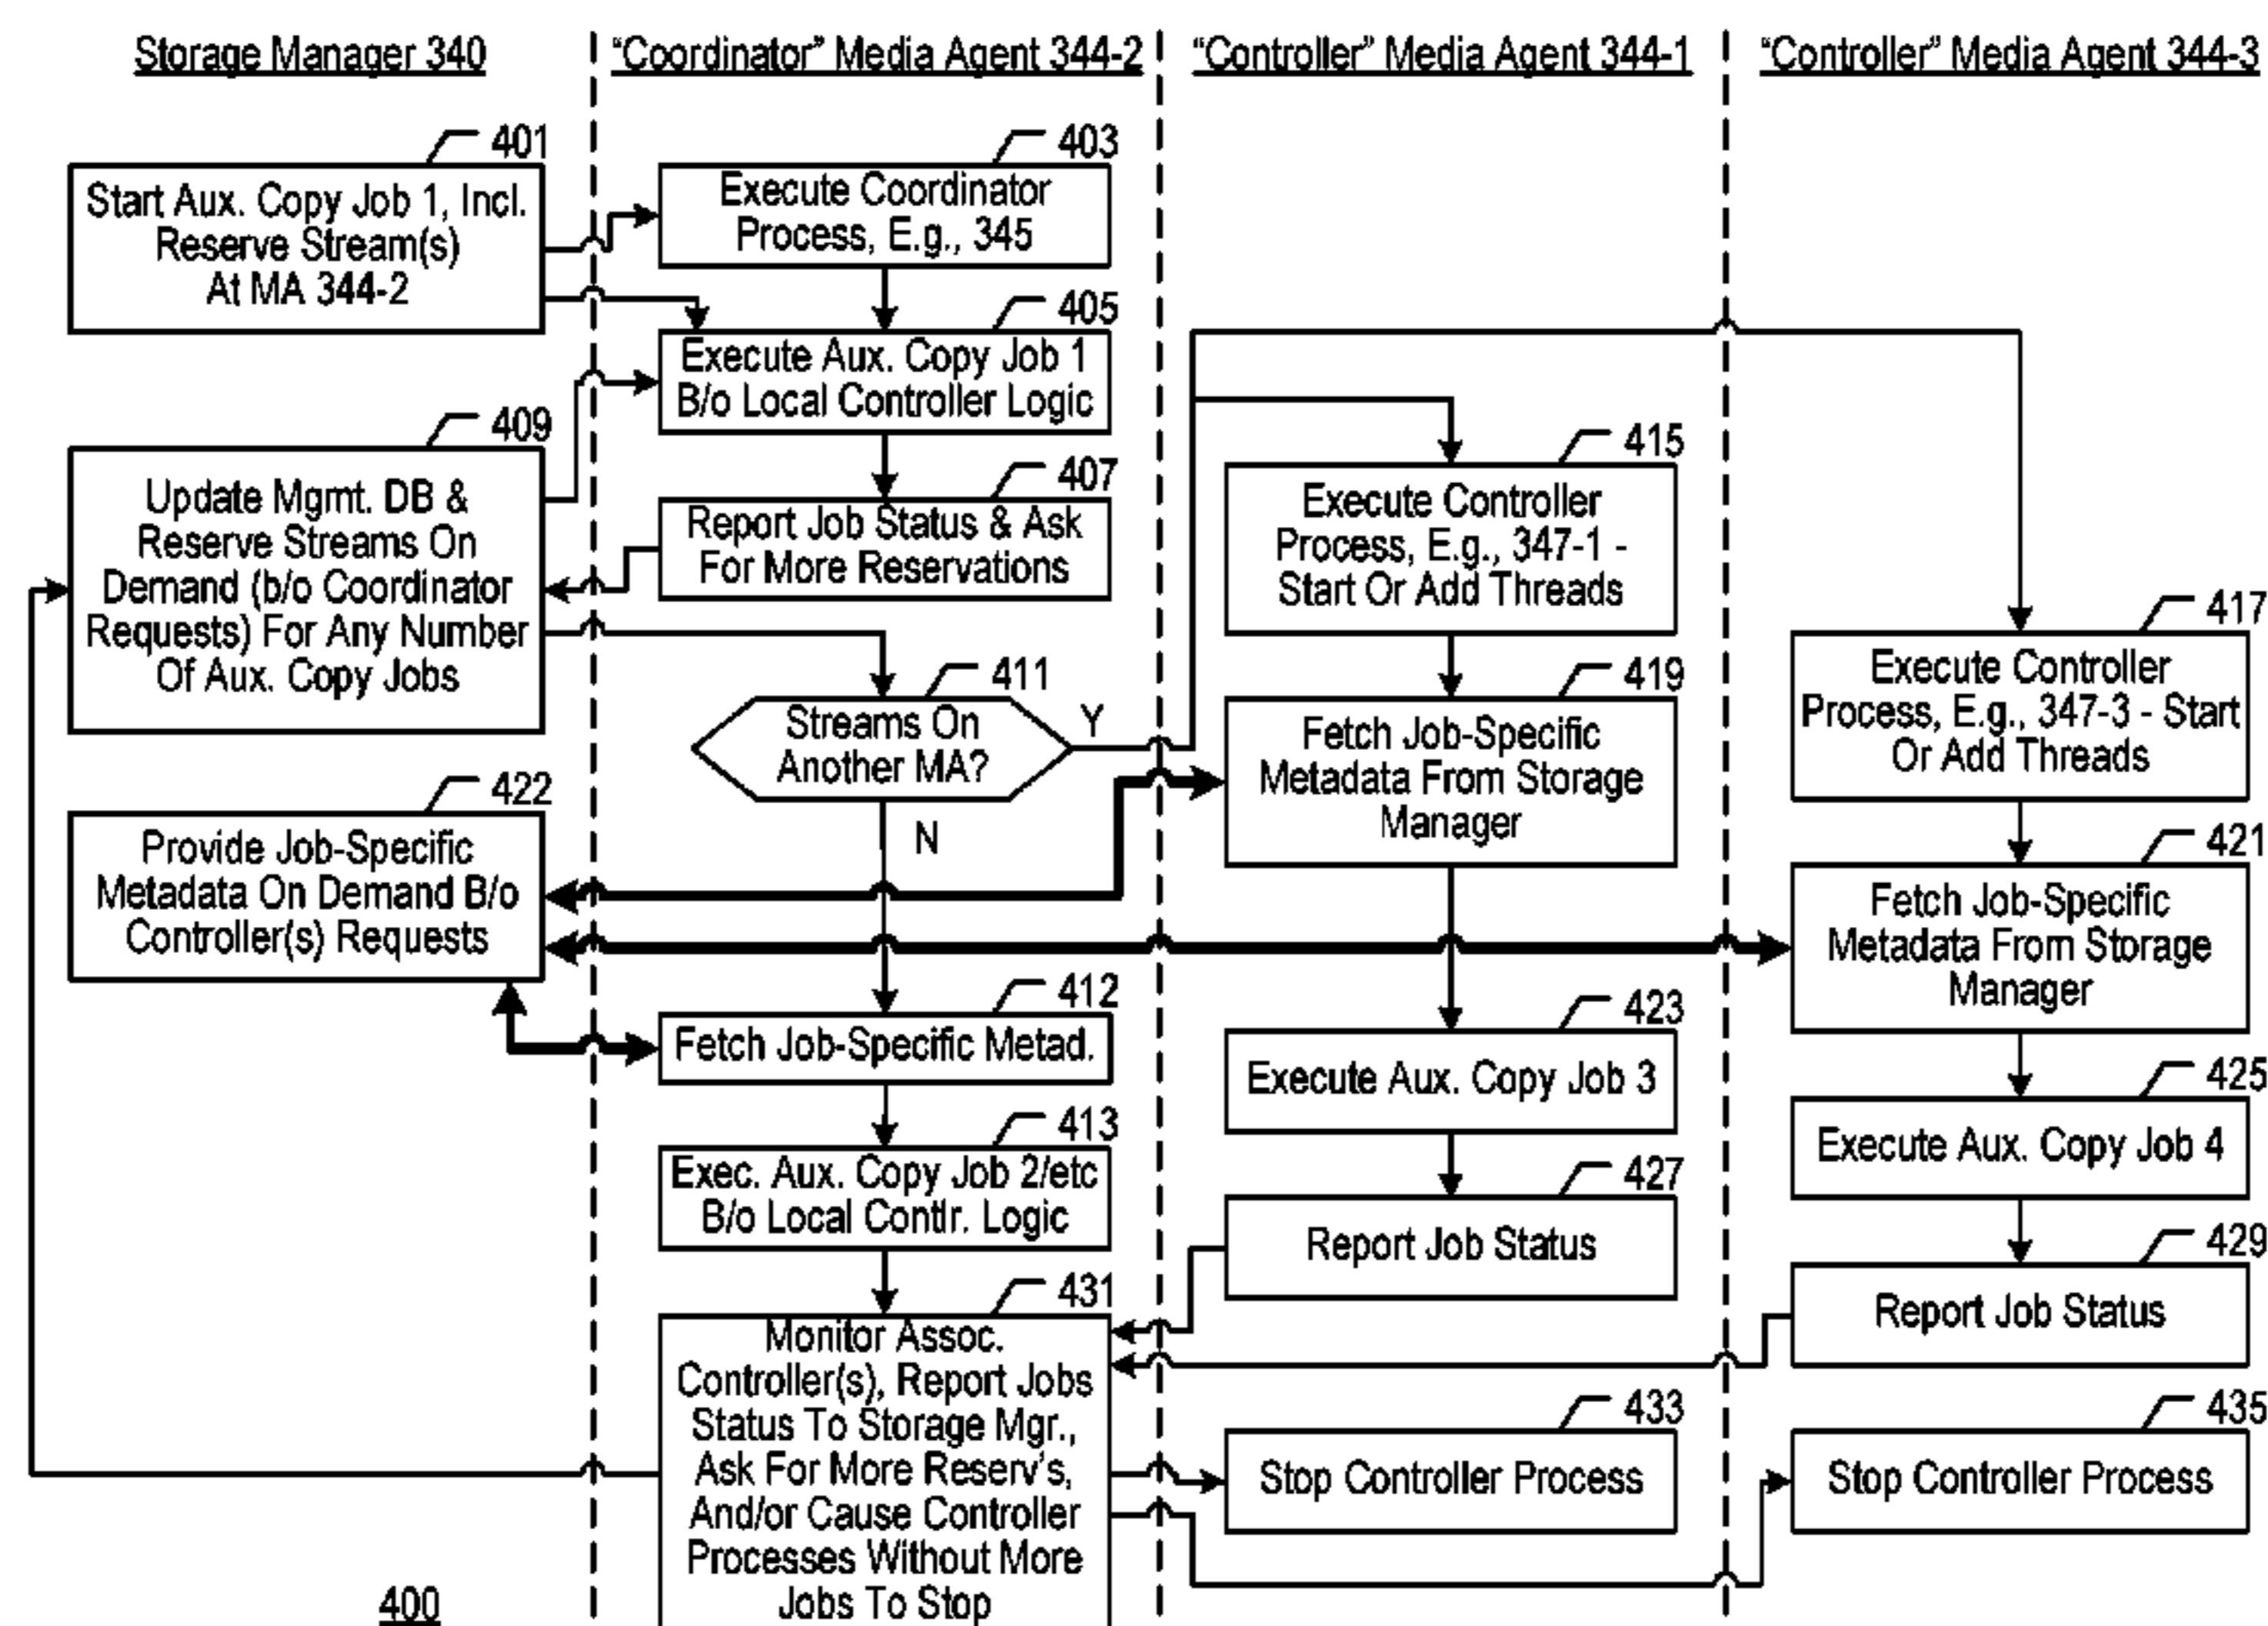 Storage Manager 340
"Coordinator" Media Agent 344-2
"Controller" Media Agent 344-1
"Controller" Media Agent 344-3
401
Start Aux. Copy Job 1, Incl.
Reserve Stream(s)
At MA 344-2
403
Execute Coordinator
Process, E.g., 345
405
Execute Aux. Copy Job 1
B/o Local Controller Logic
407
Report Job Status & Ask
For More Reservations
409
Update Mgmt. DB &
Reserve Streams On
Demand (b/o Coordinator
Requests) For Any Number
Of Aux. Copy Jobs
411
Streams On
Another MA?
Y
N
415
Execute Controller
Process, E.g., 347-1 -
Start Or Add Threads
417
Execute Controller
Process, E.g., 347-3 - Start
Or Add Threads
419
Fetch Job-Specific
Metadata From Storage
Manager
421
Fetch Job-Specific
Metadata From Storage
Manager
422
Provide Job-Specific
Metadata On Demand B/o
Controller(s) Requests
412
Fetch Job-Specific Metad.
413
Exec. Aux. Copy Job 2/etc
B/o Local Contlr. Logic
423
Execute Aux. Copy Job 3
425
Execute Aux. Copy Job 4
427
Report Job Status
429
Report Job Status
431
Monitor Assoc.
Controller(s), Report Jobs
Status To Storage Mgr.,
Ask For More Reserv's,
And/or Cause Controller
Processes Without More
Jobs To Stop
433
Stop Controller Process
435
Stop Controller Process
400